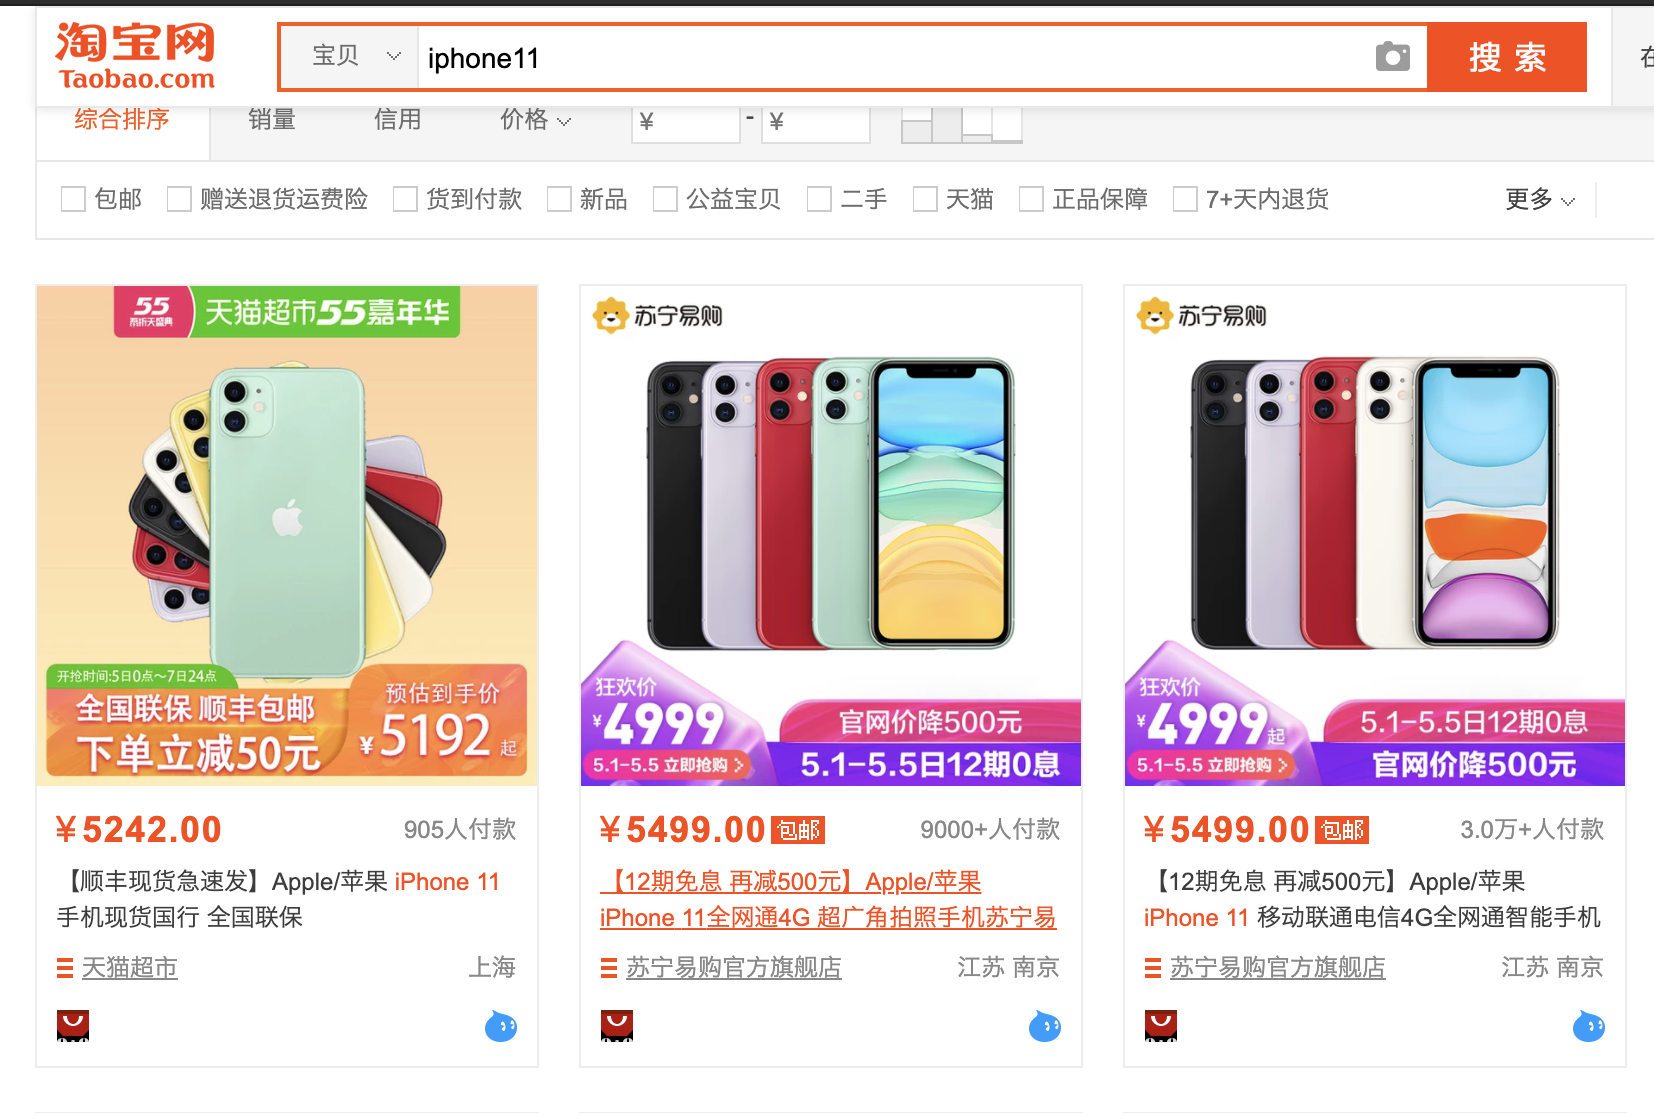 淘宝网
Taobao.com
宝贝
iphone11
搜索
综合排序
销量
信用
价格
¥
-
¥
包邮
赠送退货运费险
货到付款
新品
公益宝贝
二手
天猫
正品保障
7+天内退货
更多
55
天猫超市55嘉年华
开抢时间:5日0点～7日24点
全国联保 顺丰包邮
下单立减50元
预估到手价
¥5192起
¥5242.00
905人付款
【顺丰现货急速发】Apple/苹果 iPhone 11
手机现货国行 全国联保
天猫超市
上海
苏宁易购
狂欢价
¥4999
5.1-5.5 立即抢购
官网价降500元
5.1-5.5日12期0息
¥5499.00
包邮
9000+人付款
【12期免息 再减500元】Apple/苹果
iPhone 11全网通4G 超广角拍照手机苏宁易
苏宁易购官方旗舰店
江苏 南京
苏宁易购
狂欢价
¥4999起
5.1-5.5 立即抢购
5.1-5.5日12期0息
官网价降500元
¥5499.00
包邮
3.0万+人付款
【12期免息 再减500元】Apple/苹果
iPhone 11 移动联通电信4G全网通智能手机
苏宁易购官方旗舰店
江苏 南京